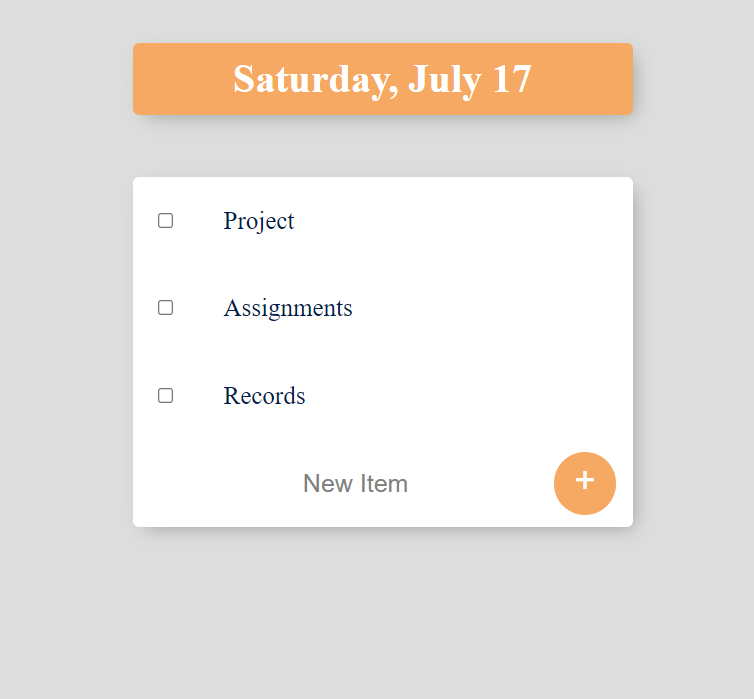 Saturday, July 17
Project
Assignments
Records
New Item
+